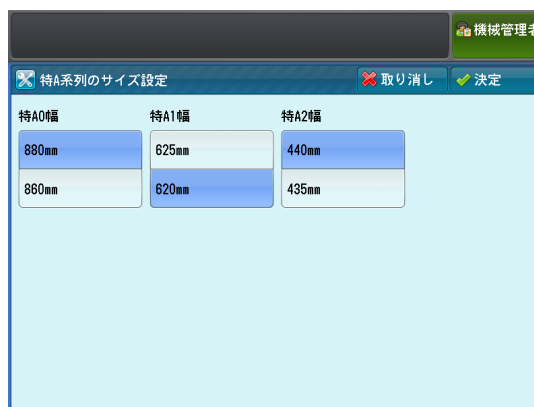 機械管理者
特A系列のサイズ設定
取り消し
決定
特A0幅
特A1幅
特A2幅
880mm
625mm
440mm
860mm
620mm
435mm